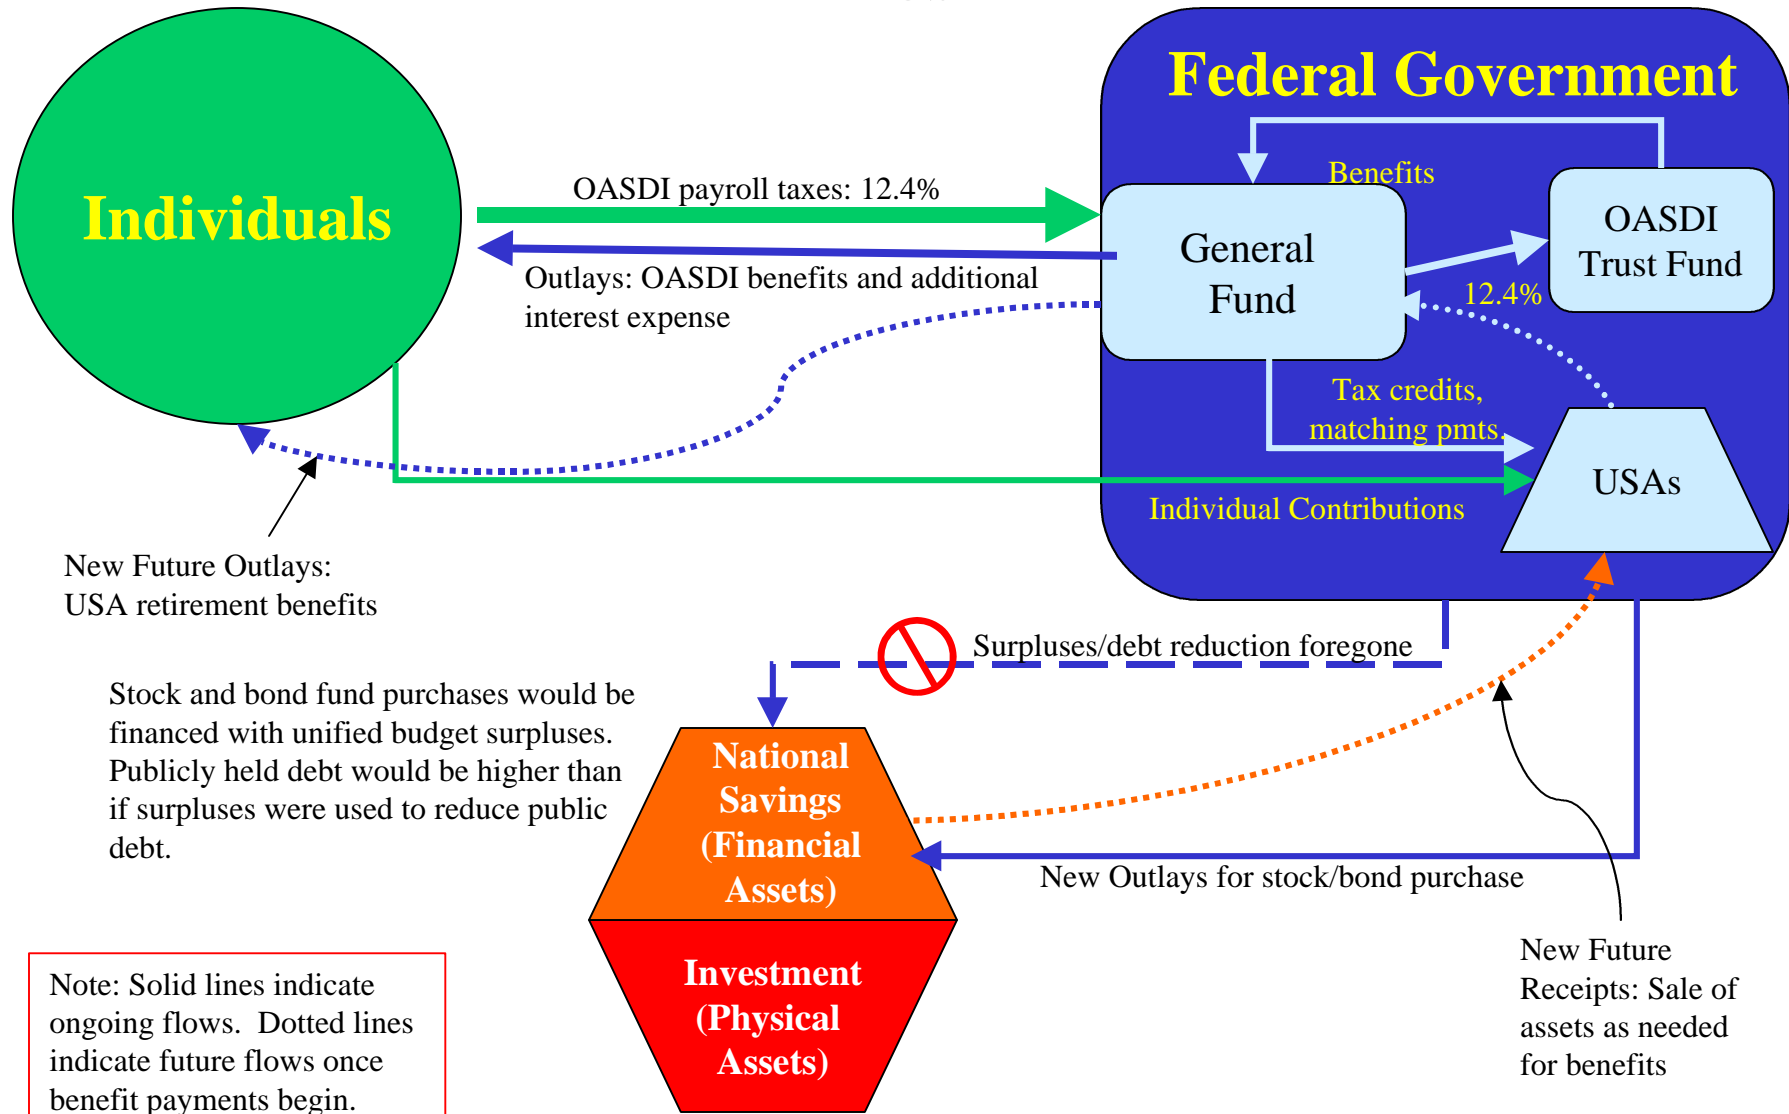 Federal Government
Individuals
OASDI payroll taxes: 12.4%
Benefits
General
Fund
OASDI
Trust Fund
12.4%
Outlays: OASDI benefits and additional
interest expense
Tax credits,
matching pmts.
USAs
Individual Contributions
New Future Outlays:
USA retirement benefits
Surpluses/debt reduction foregone
Stock and bond fund purchases would be
financed with unified budget surpluses.
Publicly held debt would be higher than
if surpluses were used to reduce public
debt.
National
Savings
(Financial
Assets)
New Outlays for stock/bond purchase
Investment
(Physical
Assets)
New Future
Receipts: Sale of
assets as needed
for benefits
Note: Solid lines indicate
ongoing flows.  Dotted lines
indicate future flows once
benefit payments begin.